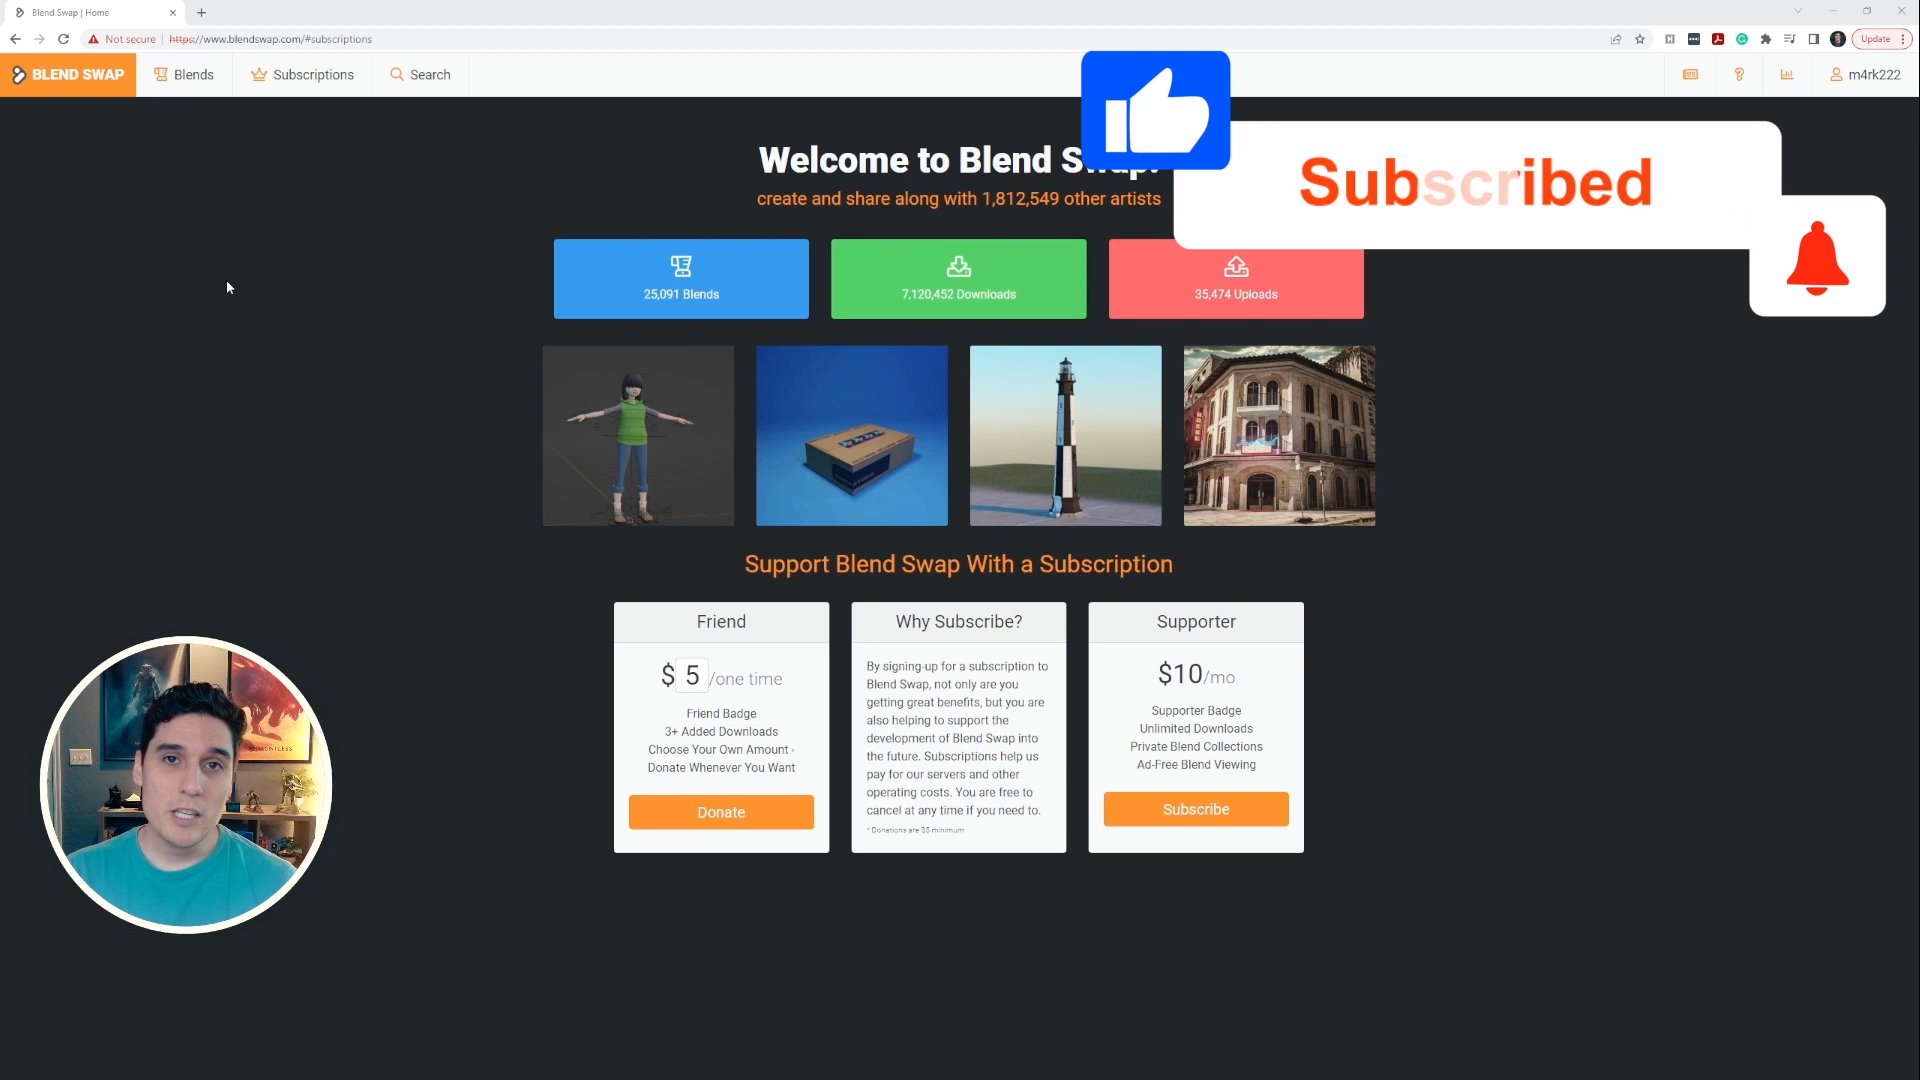 Blend Swap | Home
Not secure
https://www.blendswap.com/#subscriptions
Update
BLEND SWAP
Blends
Subscriptions
Search
m4rk222
Welcome to Blend Swap.
create and share along with 1,812,549 other artists
Subscribed
25,091 Blends
7,120,452 Downloads
35,474 Uploads
HOTEL
Support Blend Swap With a Subscription
Friend
$ 5 /one time
Friend Badge
3+ Added Downloads
Choose Your Own Amount *
Donate Whenever You Want
Donate
Why Subscribe?
By signing-up for a subscription to
Blend Swap, not only are you
getting great benefits, but you are
also helping to support the
development of Blend Swap into
the future. Subscriptions help us
pay for our servers and other
operating costs. You are free to
cancel at any time if you need to.
* Donations are $5 minimum
Supporter
$10/mo
Supporter Badge
Unlimited Downloads
Private Blend Collections
Ad-Free Blend Viewing
Subscribe